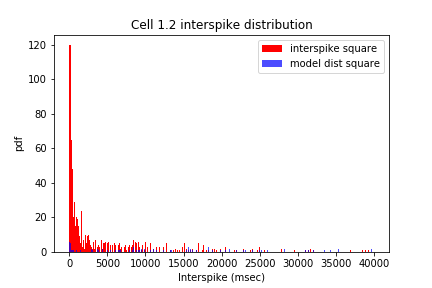 Cell 1.2 interspike distribution
interspike square
model dist square
120
100
80
60
40
20
0
pdf
0 5000 10000 15000 20000 25000 30000 35000 40000
Interspike (msec)